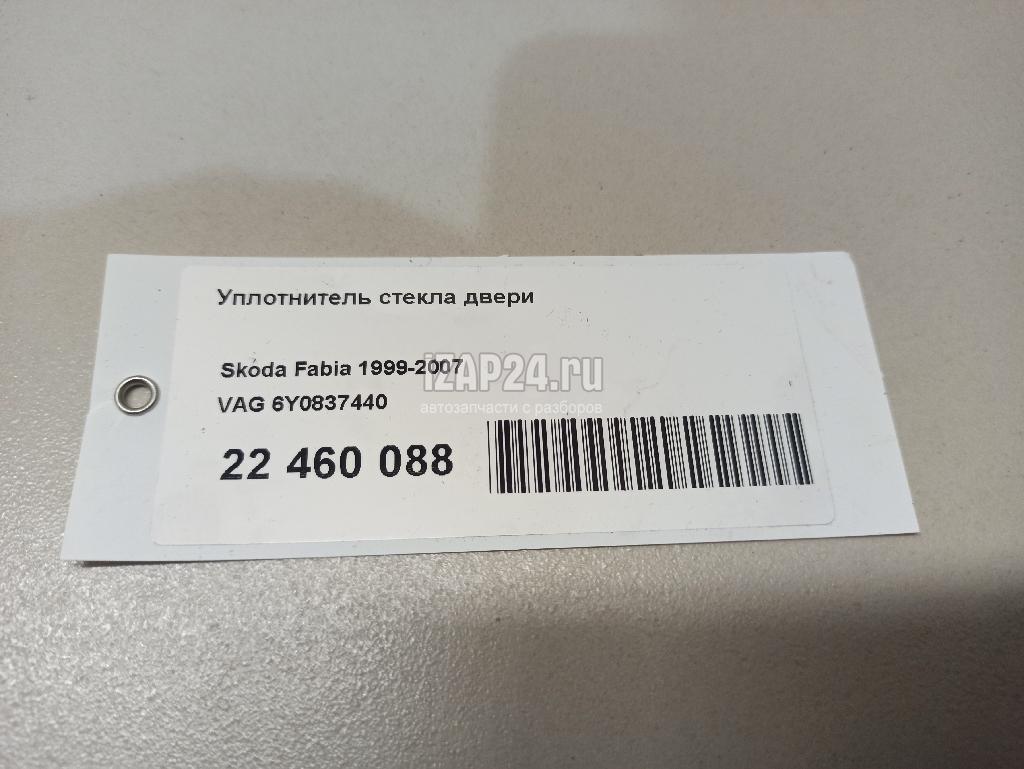 Уплотнитель стекла двери
Skoda Fabia 1999-2007
iZAP24.ru
VAG 6Y0837440
автозапчасти с разборов
22 460 088